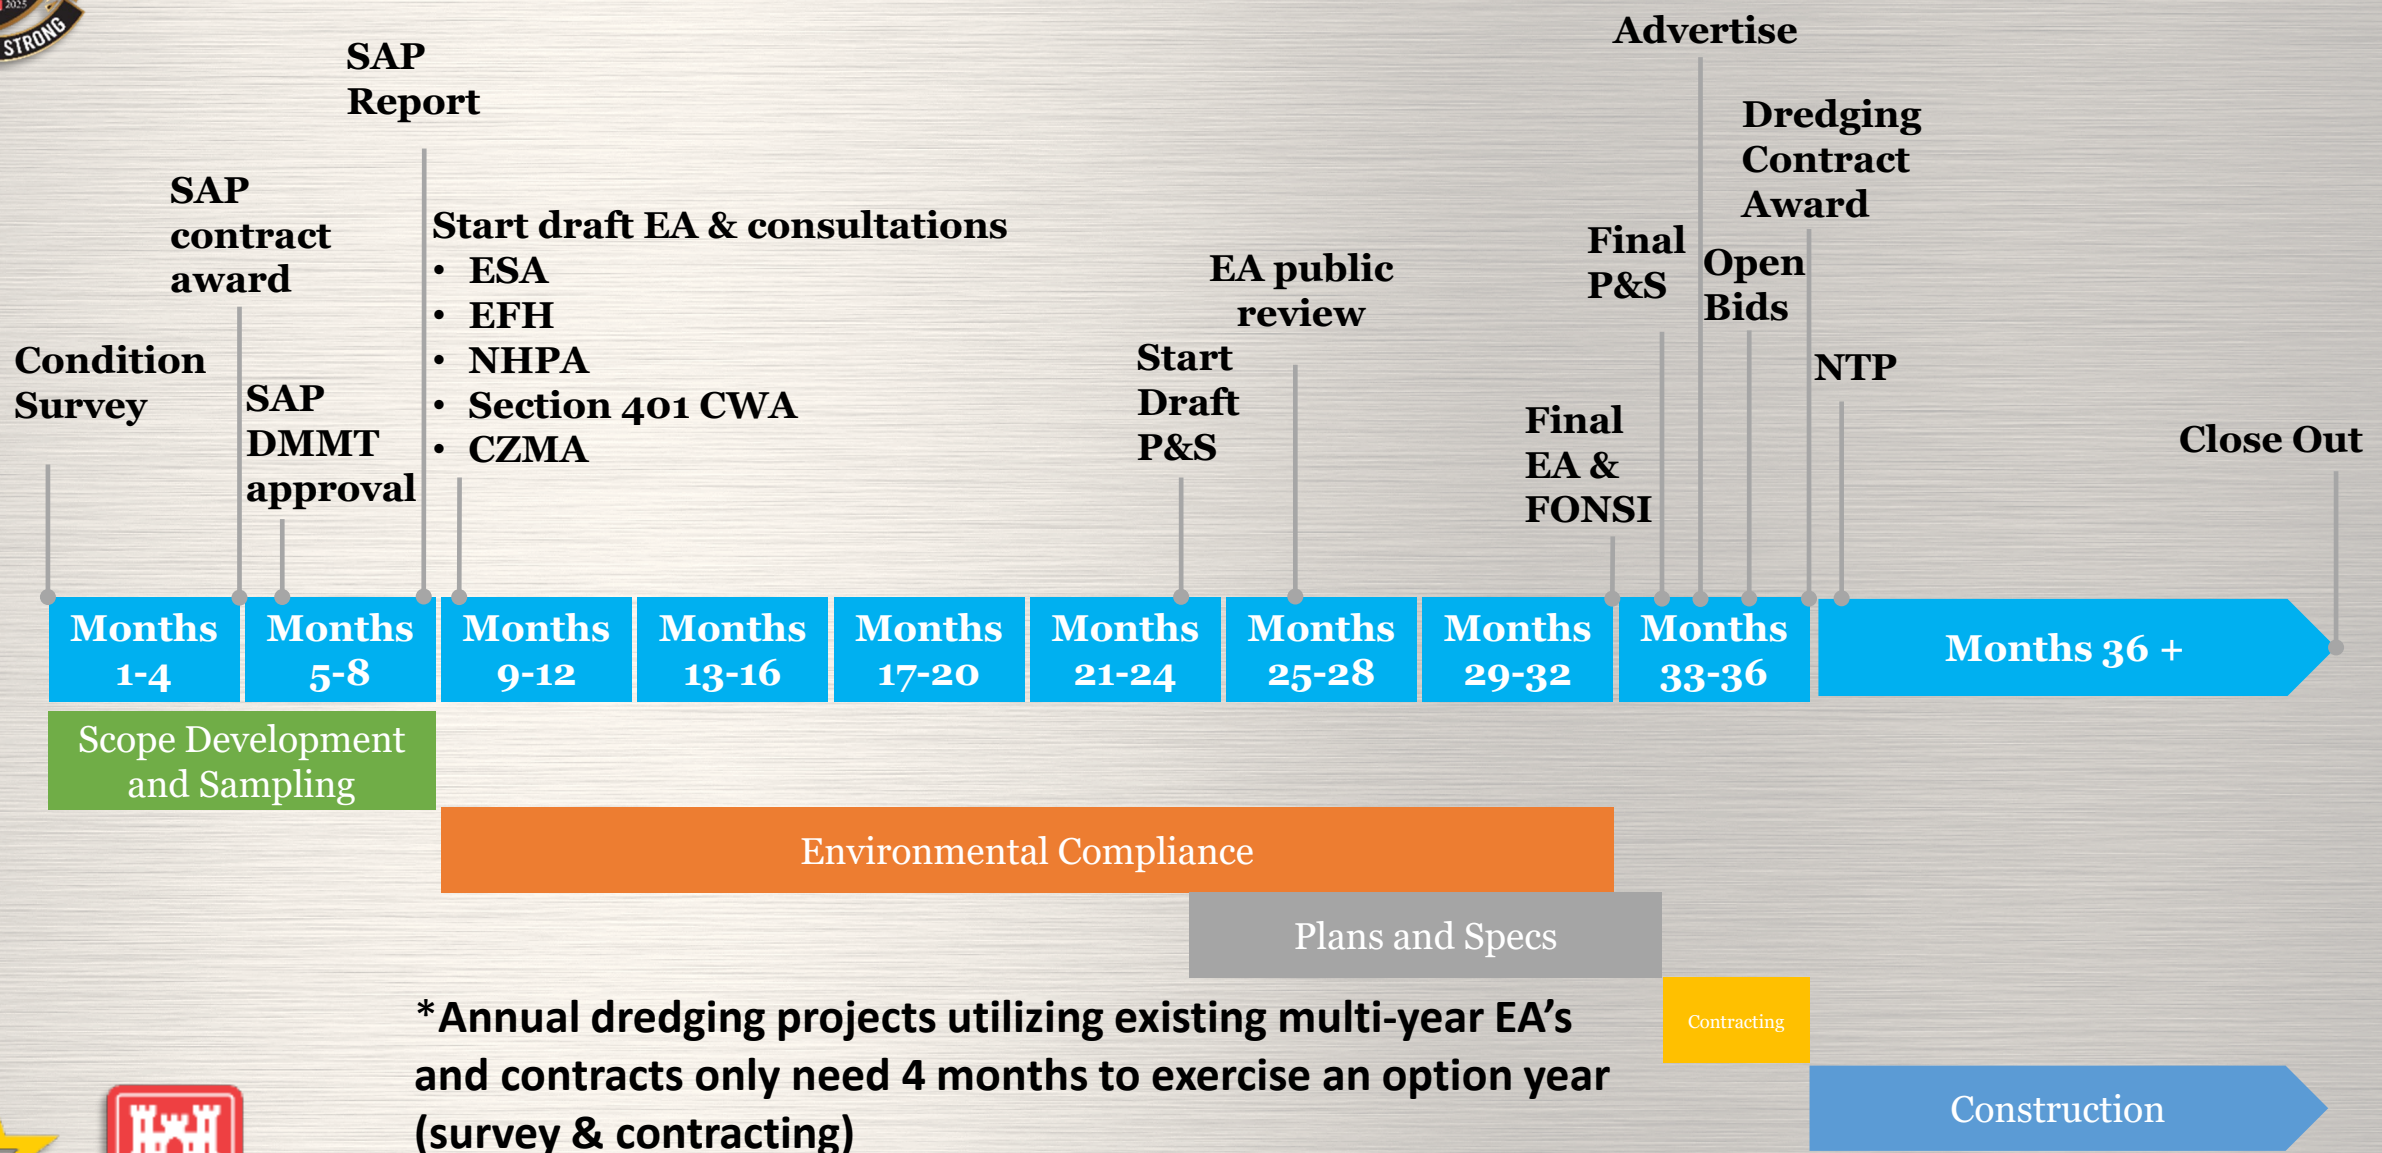 2025
STRONG
Condition
Survey
SAP
contract
award
SAP
DMMT
approval
SAP
Report
Start draft EA & consultations
• ESA
• EFH
• NHPA
• Section 401 CWA
• CZMA
Start
Draft
P&S
EA public
review
Final
EA &
FONSI
Final
P&S
Advertise
Open
Bids
Dredging
Contract
Award
NTP
Close Out
Months
1-4
Months
5-8
Months
9-12
Months
13-16
Months
17-20
Months
21-24
Months
25-28
Months
29-32
Months
33-36
Months 36 +
Scope Development
and Sampling
Environmental Compliance
Plans and Specs
Contracting
Construction
*Annual dredging projects utilizing existing multi-year EA’s
and contracts only need 4 months to exercise an option year
(survey & contracting)